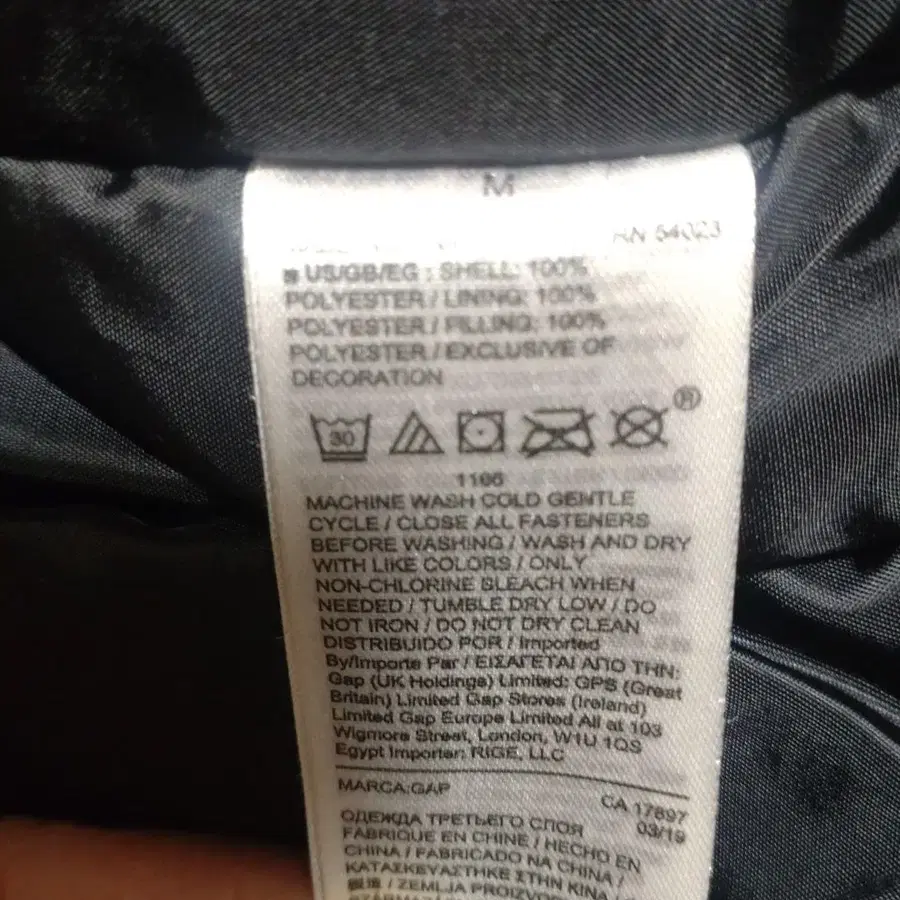 M
RN 54023
US/GB/EG : SHELL: 100%
POLYESTER / LINING: 100%
POLYESTER / FILLING: 100%
POLYESTER / EXCLUSIVE OF
DECORATION
30
®
1106
MACHINE WASH COLD GENTLE
CYCLE / CLOSE ALL FASTENERS
BEFORE WASHING / WASH AND DRY
WITH LIKE COLORS / ONLY
NON-CHLORINE BLEACH WHEN
NEEDED / TUMBLE DRY LOW / DO
NOT IRON / DO NOT DRY CLEAN
DISTRIBUIDO POR / Imported
By/Importe Par / ΕΙΣΑΓΕΤΑΙ ΑΠΟ ΤΗΝ:
Gap (UK Holdings) Limited: GPS (Great
Britain) Limited Gap Stores (Ireland)
Limited Gap Europe Limited All at 103
Wigmore Street, London, W1U 1QS
Egypt Importer: RIGE, LLC
MARCA:GAP
CA 17897
03/19
ОДЕЖДА ТРЕТЬЕГО СЛОЯ
FABRIQUE EN CHINE / HECHO EN
CHINA / FABRICADO NA CHINA /
ΚΑΤΑΣΚΕΥΑΣΤΗΚΕ ΣΤΗΝ ΚΙΝΑ
/ ZEMLJA